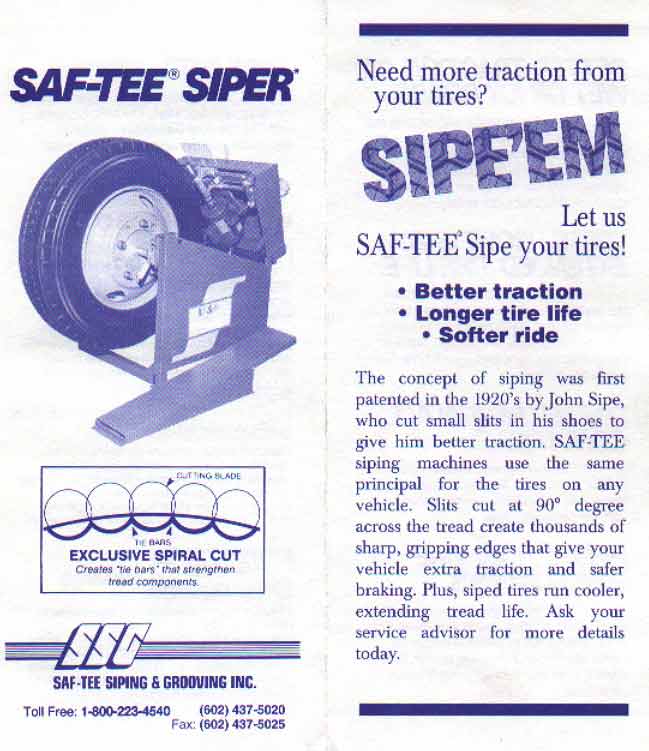 SAF-TEE® SIPER
CUTTING BLADE
TIE BARS
EXCLUSIVE SPIRAL CUT
Creates "tie bars" that strengthen
tread components.
SSG
SAF-TEE SIPING & GROOVING INC.
Toll Free: 1-800-223-4540 (602) 437-5020
Fax: (602) 437-5025
Need more traction from
your tires?
SIPE'EM
Let us
SAF-TEE® Sipe your tires!
• Better traction
• Longer tire life
• Softer ride
The concept of siping was first
patented in the 1920's by John Sipe,
who cut small slits in his shoes to
give him better traction. SAF-TEE
siping machines use the same
principal for the tires on any
vehicle. Slits cut at 90° degree
across the tread create thousands of
sharp, gripping edges that give your
vehicle extra traction and safer
braking. Plus, siped tires run cooler,
extending tread life. Ask your
service advisor for more details
today.